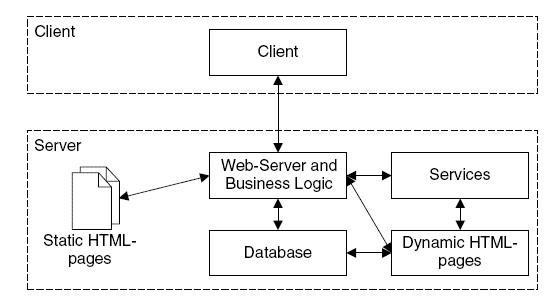 Client
Client
Server
Web-Server and
Business Logic
Services
Static HTML-
pages
Database
Dynamic HTML-
pages